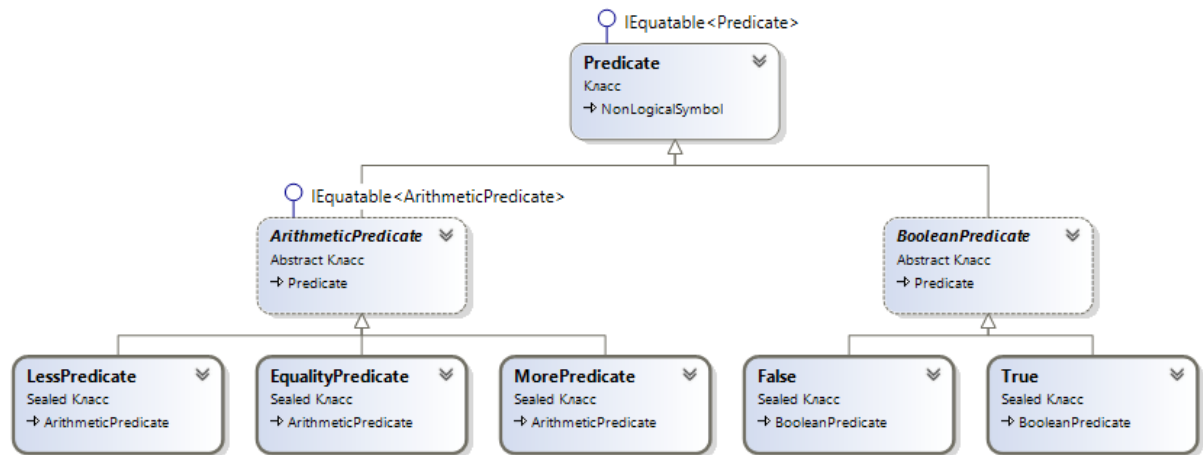 IEquatable<Predicate>
Predicate
Класс
NonLogicalSymbol
IEquatable<ArithmeticPredicate>
ArithmeticPredicate
Abstract Класс
Predicate
BooleanPredicate
Abstract Класс
Predicate
LessPredicate
Sealed Класс
ArithmeticPredicate
EqualityPredicate
Sealed Класс
ArithmeticPredicate
MorePredicate
Sealed Класс
ArithmeticPredicate
False
Sealed Класс
BooleanPredicate
True
Sealed Класс
BooleanPredicate